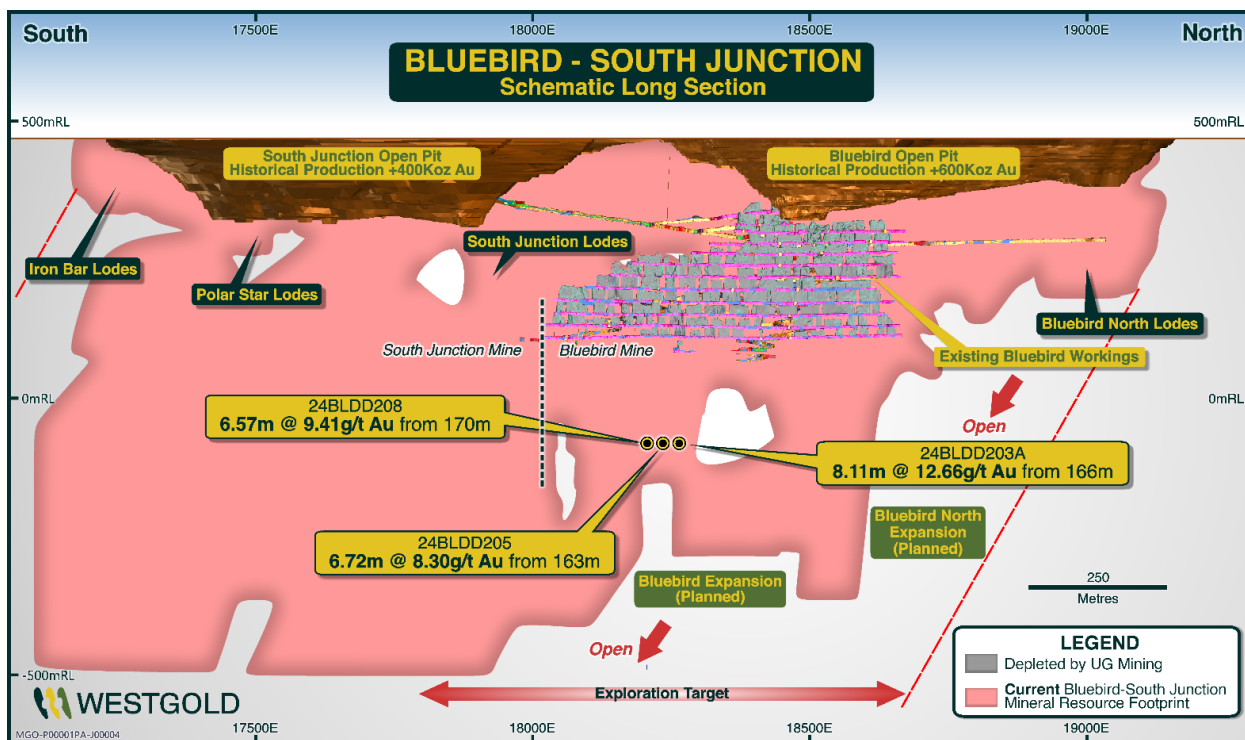 South
17500E
18000E
18500E
19000E
North
BLUEBIRD - SOUTH JUNCTION
Schematic Long Section
500mRL
500mRL
South Junction Open Pit
Historical Production +400Koz Au
Bluebird Open Pit
Historical Production +600Koz Au
South Junction Lodes
Iron Bar Lodes
Polar Star Lodes
Bluebird North Lodes
South Junction Mine
Bluebird Mine
Existing Bluebird Workings
0mRL
0mRL
Open
24BLDD208
6.57m @ 9.41g/t Au from 170m
24BLDD203A
8.11m @ 12.66g/t Au from 166m
24BLDD205
6.72m @ 8.30g/t Au from 163m
Bluebird North
Expansion
(Planned)
Bluebird Expansion
(Planned)
250
Metres
Open
-500mRL
Exploration Target
LEGEND
Depleted by UG Mining
Current Bluebird-South Junction
Mineral Resource Footprint
WESTGOLD
MGO-P00001PA-J00004
17500E
18000E
18500E
19000E